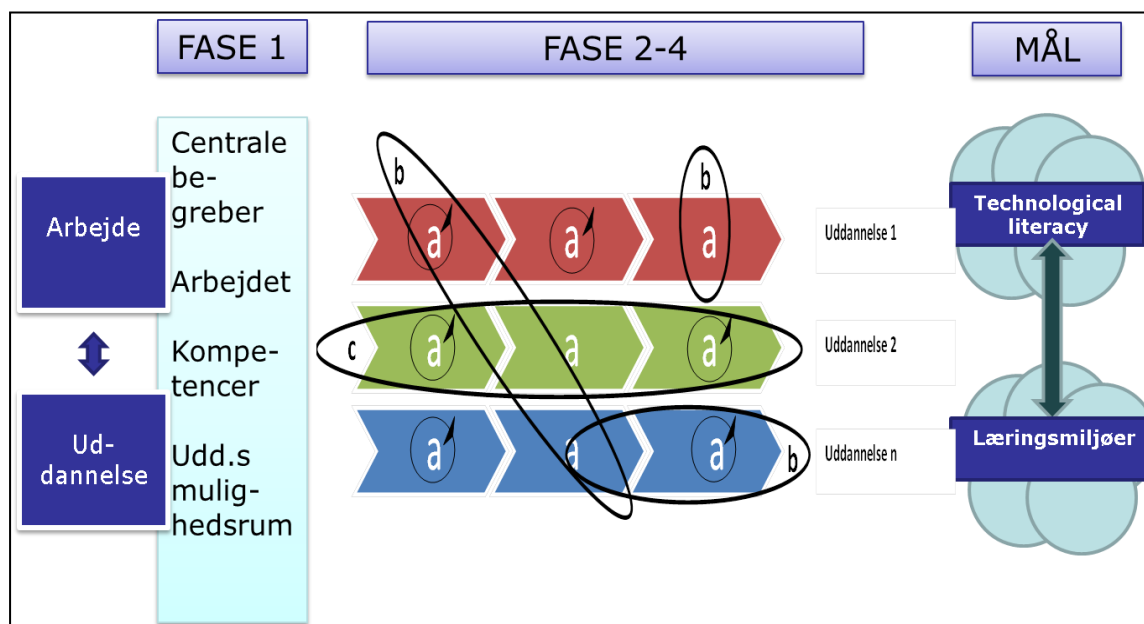 FASE 1
FASE 2-4
MÅL
Arbejde
Ud-
dannelse
Centrale
be-
greber
Arbejdet
Kompe-
tencer
Udd.s
mulig-
hedsrum
b
b
a
a
a
Uddannelse 1
c
a
a
a
Uddannelse 2
a
a
a
b
Uddannelse n
Technological
literacy
Læringsmiljøer